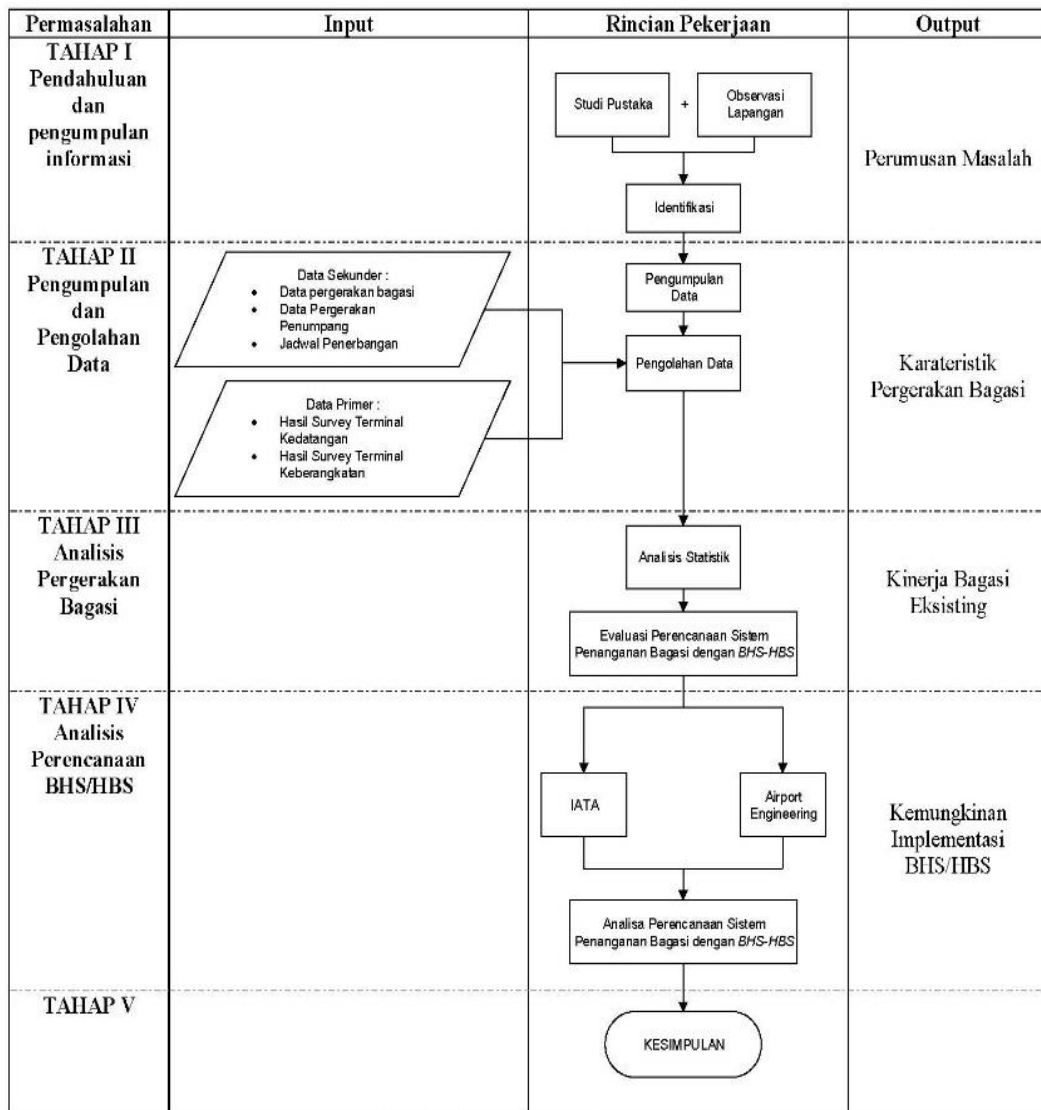 Permasalahan
Input
Rincian Pekerjaan
Output
TAHAP I
Pendahuluan
dan
pengumpulan
informasi
Studi Pustaka
+
Observasi
Lapangan
Identifikasi
Perumusan Masalah
TAHAP II
Pengumpulan
dan
Pengolahan
Data
Data Sekunder :
• Data pergerakan bagasi
• Data Pergerakan
Penumpang
• Jadwal Penerbangan
Data Primer :
• Hasil Survey Terminal
Kedatangan
• Hasil Survey Terminal
Keberangkatan
Pengumpulan
Data
Pengolahan Data
Karateristik
Pergerakan Bagasi
TAHAP III
Analisis
Pergerakan
Bagasi
Analisis Statistik
Evaluasi Perencanaan Sistem
Penanganan Bagasi dengan BHS-HBS
Kinerja Bagasi
Eksisting
TAHAP IV
Analisis
Perencanaan
BHS/HBS
IATA
Airport
Engineering
Analisa Perencanaan Sistem
Penanganan Bagasi dengan BHS-HBS
Kemungkinan
Implementasi
BHS/HBS
TAHAP V
KESIMPULAN